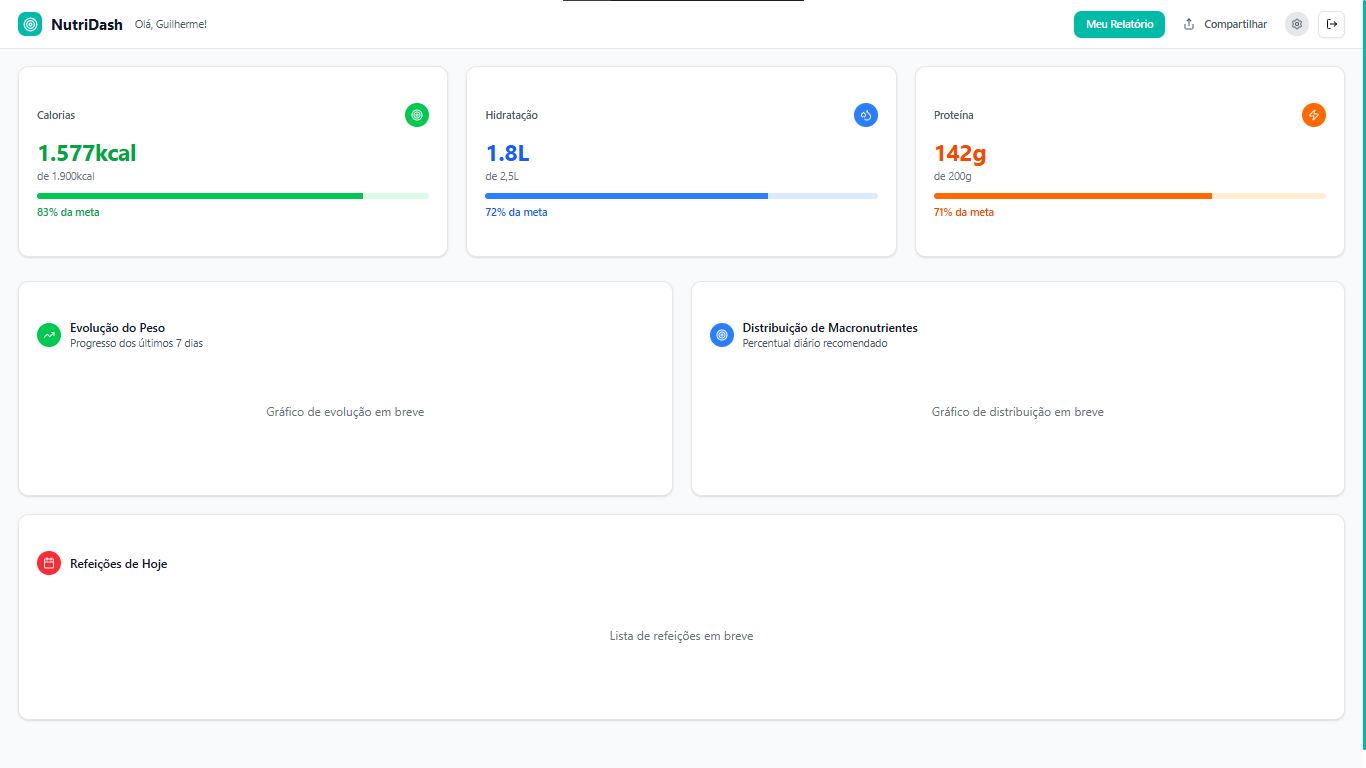 NutriDash
Olá, Guilherme!
Meu Relatório
Compartilhar
Calorias
1.577kcal
de 1.900kcal
83% da meta
Hidratação
1.8L
de 2,5L
72% da meta
Proteína
142g
de 200g
71% da meta
Evolução do Peso
Progresso dos últimos 7 dias
Gráfico de evolução em breve
Distribuição de Macronutrientes
Percentual diário recomendado
Gráfico de distribuição em breve
Refeições de Hoje
Lista de refeições em breve